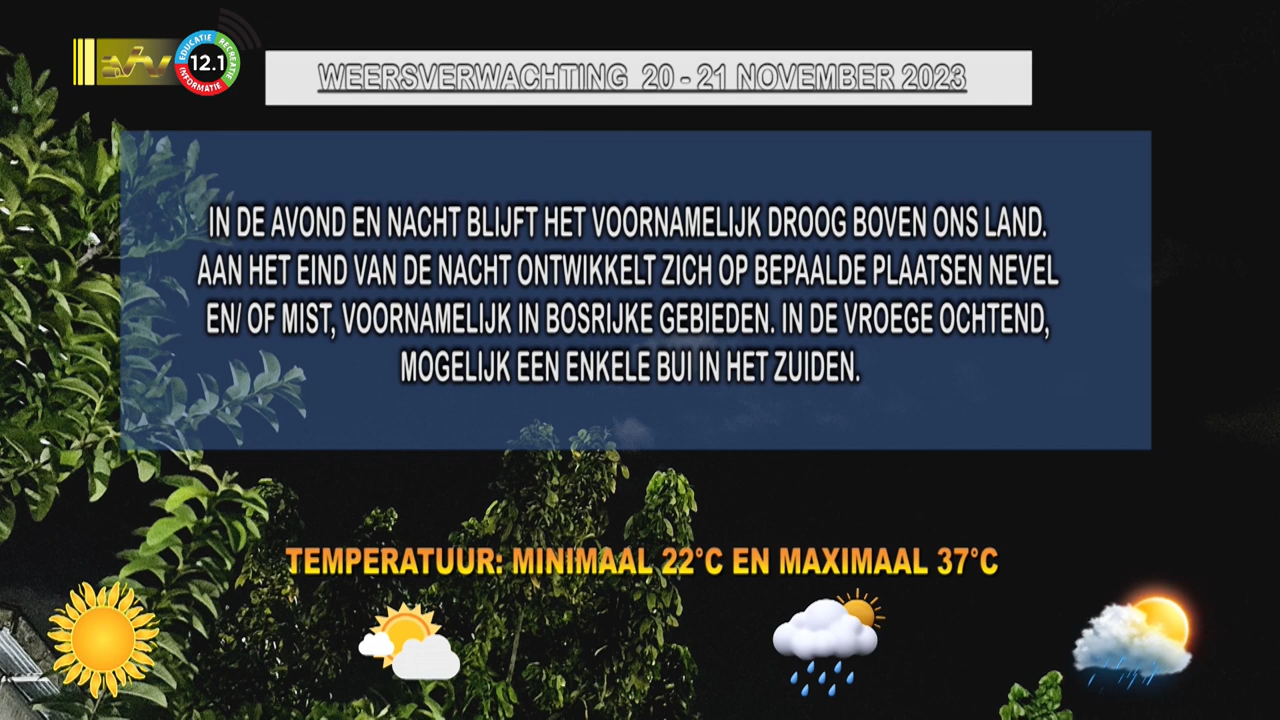 EDUCATIE RECREATIE INFORMATIE
12.1
WEERSVERWACHTING 20 - 21 NOVEMBER 2023
IN DE AVOND EN NACHT BLIJFT HET VOORNAMELIJK DROOG BOVEN ONS LAND.
AAN HET EIND VAN DE NACHT ONTWIKKELT ZICH OP BEPAALDE PLAATSEN NEVEL
EN/ OF MIST, VOORNAMELIJK IN BOSRIJKE GEBIEDEN. IN DE VROEGE OCHTEND,
MOGELIJK EEN ENKELE BUI IN HET ZUIDEN.
TEMPERATUUR: MINIMAAL 22°C EN MAXIMAAL 37°C